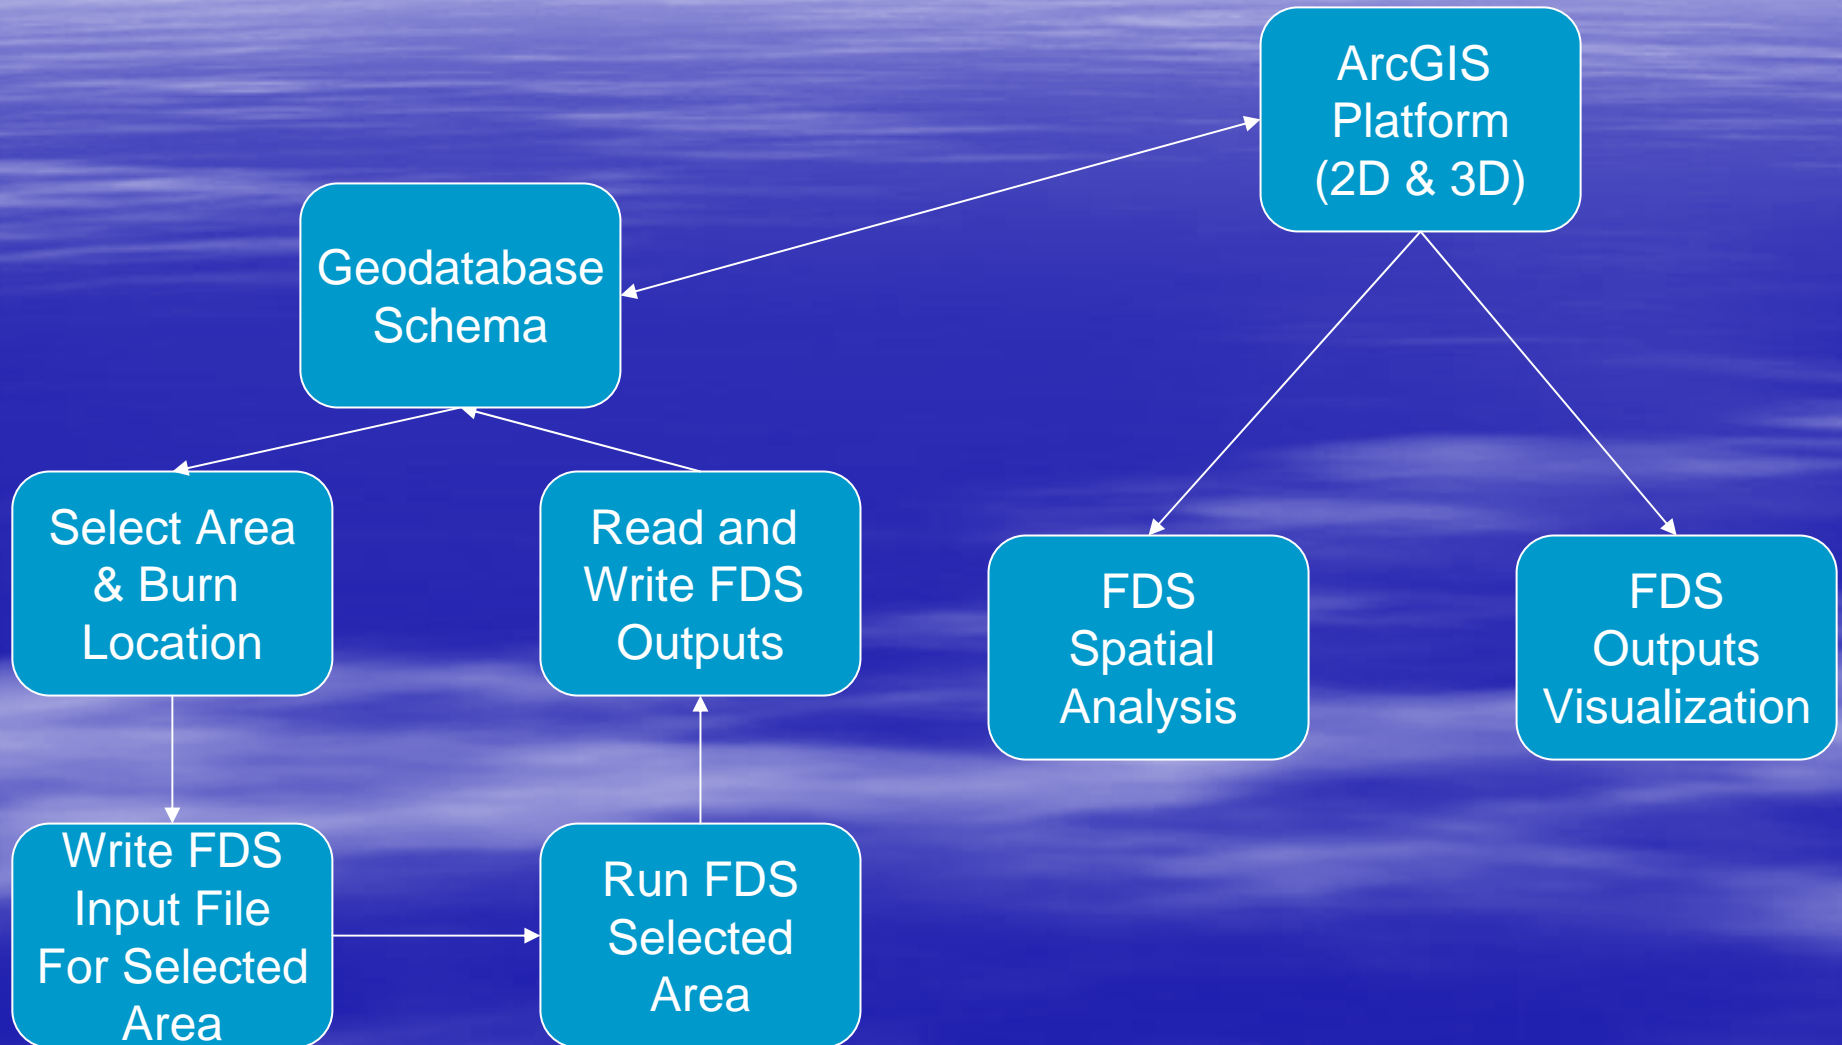 ArcGIS
Platform
(2D & 3D)
Geodatabase
Schema
Select Area
& Burn
Location
Read and
Write FDS
Outputs
FDS
Spatial
Analysis
FDS
Outputs
Visualization
Write FDS
Input File
For Selected
Area
Run FDS
Selected
Area